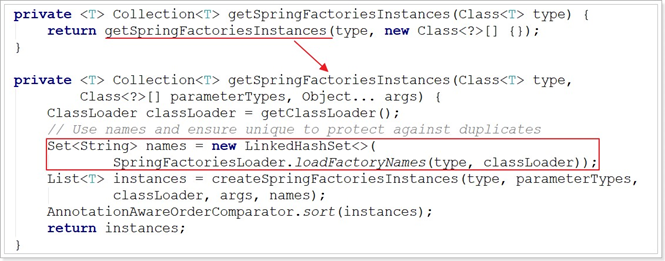 private <T> Collection<T> getSpringFactoriesInstances(Class<T> type) {
    return getSpringFactoriesInstances(type, new Class<?>[] {});
}
private <T> Collection<T> getSpringFactoriesInstances(Class<T> type,
        Class<?>[] parameterTypes, Object... args) {
    ClassLoader classLoader = getClassLoader();
    // Use names and ensure unique to protect against duplicates
    Set<String> names = new LinkedHashSet<>(
            SpringFactoriesLoader.loadFactoryNames(type, classLoader));
    List<T> instances = createSpringFactoriesInstances(type, parameterTypes,
            classLoader, args, names);
    AnnotationAwareOrderComparator.sort(instances);
    return instances;
}